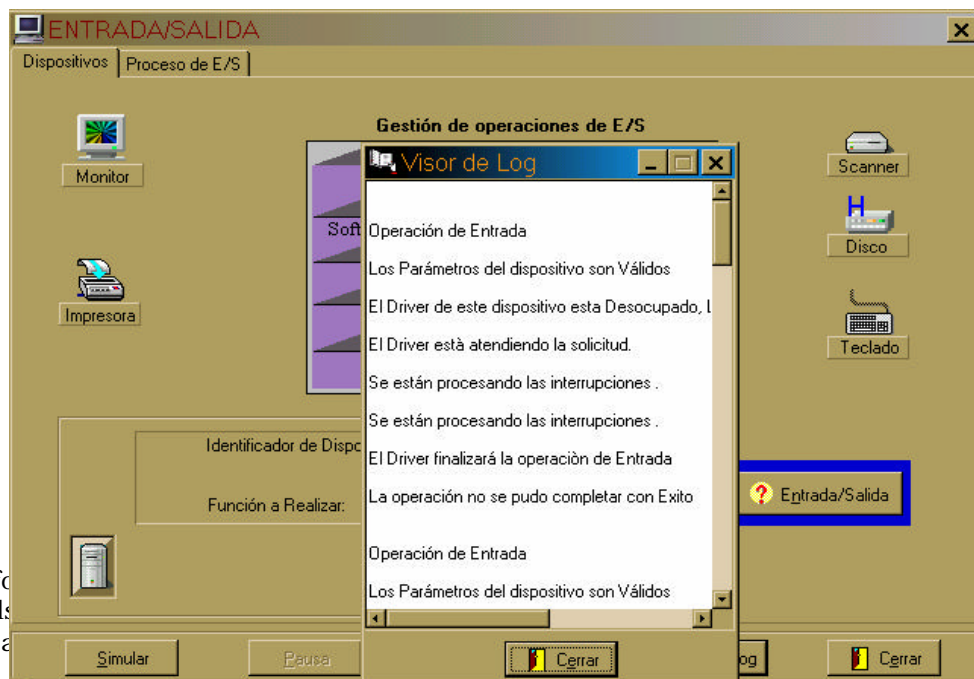 ENTRADA/SALIDA
Dispositivos
Proceso de E/S
Gestión de operaciones de E/S
Monitor
Impresora
Scanner
Disco
Teclado
Visor de Log
Operación de Entrada
Los Parámetros del dispositivo son Válidos
El Driver de este dispositivo esta Desocupado,
El Driver està atendiendo la solicitud.
Se están procesando las interrupciones .
Se están procesando las interrupciones .
El Driver finalizará la operaciòn de Entrada
La operación no se pudo completar con Exito
Operación de Entrada
Los Parámetros del dispositivo son Válidos
Cerrar
Identificador de
Función a Realizar:
Entrada/Salida
Simular
Pausa
Cerrar